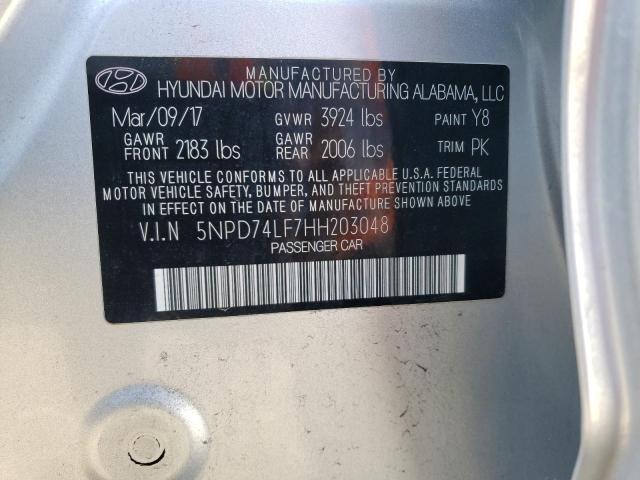 MANUFACTURED BY
HYUNDAI MOTOR MANUFACTURING ALABAMA, LLC
Mar/09/17 GVWR 3924 lbs PAINT Y8
GAWR FRONT 2183 lbs GAWR REAR 2006 lbs TRIM PK
THIS VEHICLE CONFORMS TO ALL APPLICABLE U.S.A. FEDERAL
MOTOR VEHICLE SAFETY, BUMPER, AND THEFT PREVENTION STANDARDS
IN EFFECT ON THE DATE OF MANUFACTURE SHOWN ABOVE.
V.I.N 5NPD74LF7HH203048
PASSENGER CAR